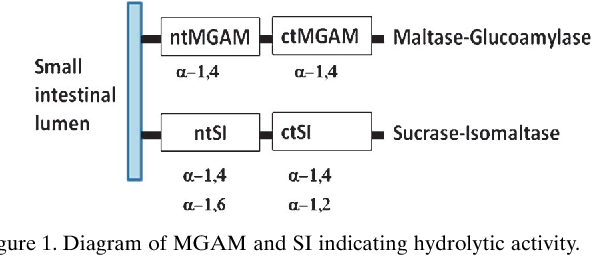 ntMGAM ctMGAM Maltase-Glucoamylase
α–1,4 α–1,4
Small
intestinal
lumen
ntSI ctSI Sucrase-Isomaltase
α–1,4 α–1,4
α–1,6 α–1,2
gure 1. Diagram of MGAM and SI indicating hydrolytic activity.